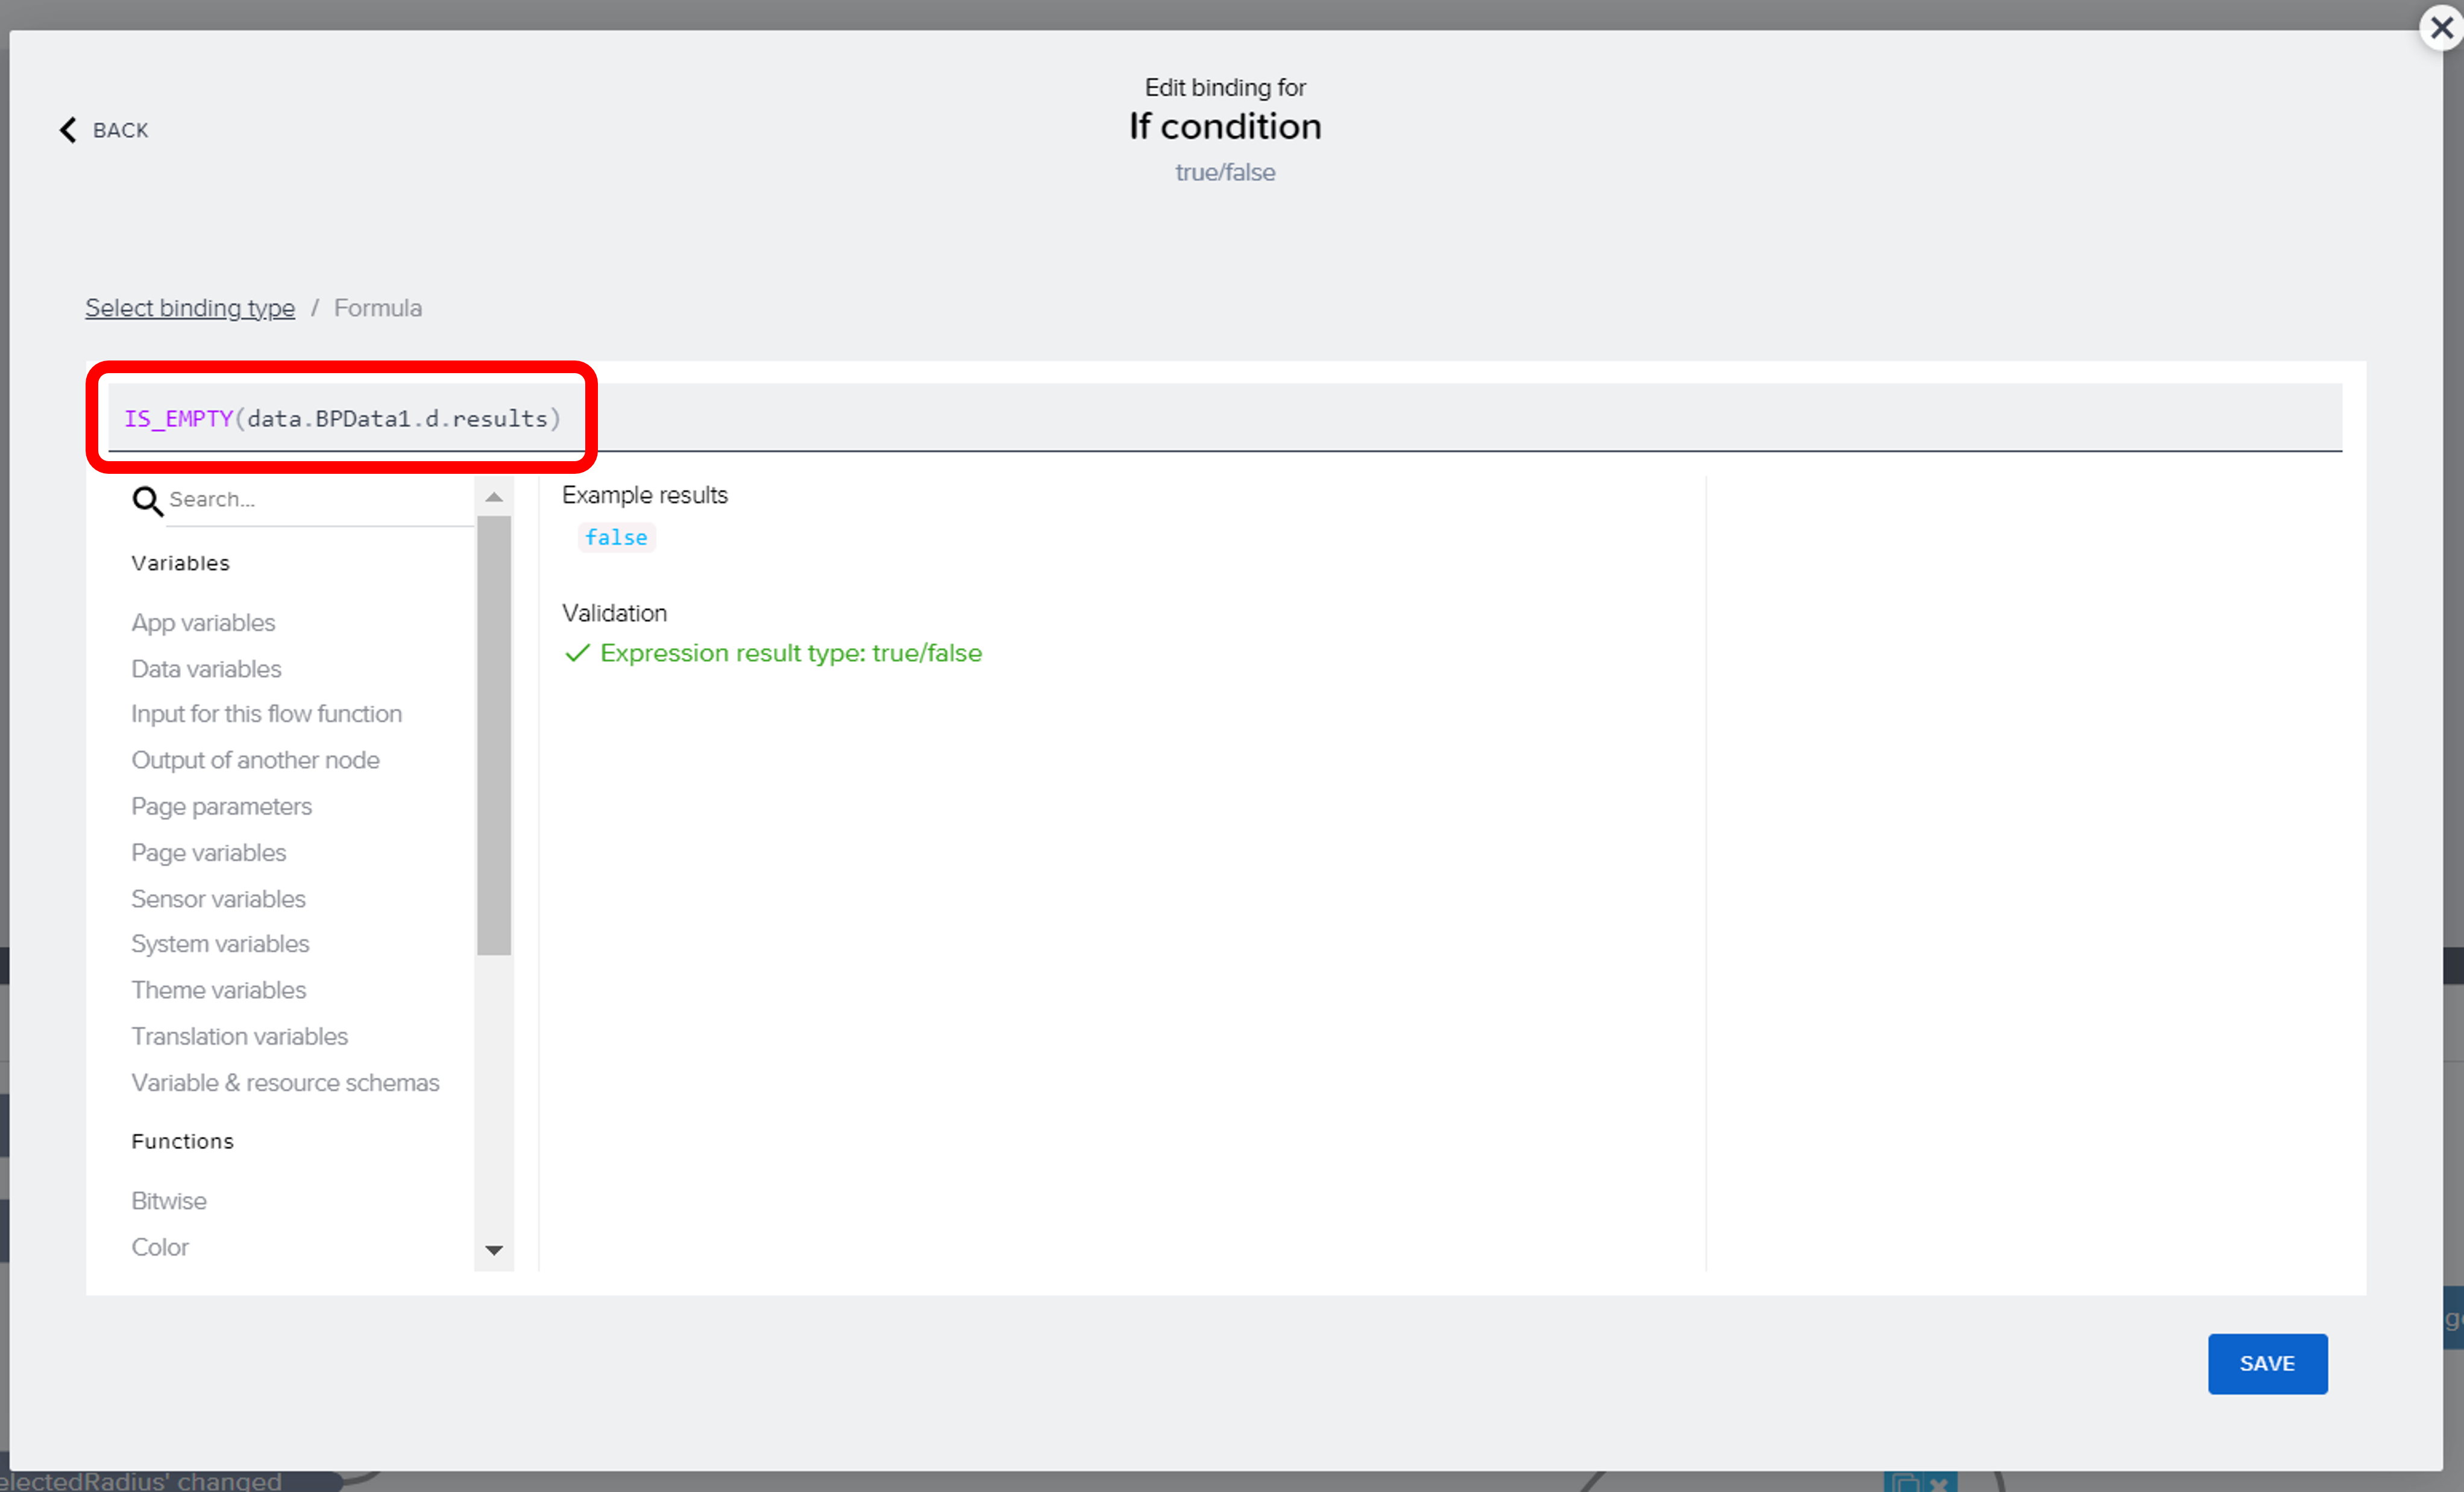 Edit binding for
If condition
true/false
BACK
Select binding type / Formula
IS_EMPTY(data.BPData1.d.results)
Search...
Variables
App variables
Data variables
Input for this flow function
Output of another node
Page parameters
Page variables
Sensor variables
System variables
Theme variables
Translation variables
Variable & resource schemas
Functions
Bitwise
Color
Example results
false
Validation
Expression result type: true/false
SAVE
electedRadius' changed